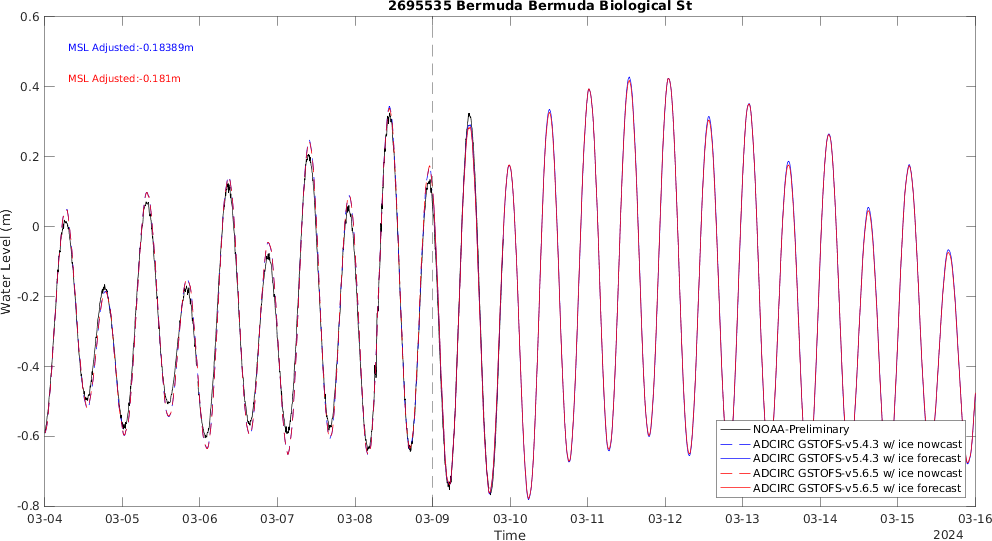 2695535 Bermuda Bermuda Biological St
MSL Adjusted:-0.18389m
MSL Adjusted:-0.181m
Water Level (m)
0.6
0.4
0.2
0
-0.2
-0.4
-0.6
-0.8
NOAA-Preliminary
ADCIRC GSTOFS-v5.4.3 w/ ice nowcast
ADCIRC GSTOFS-v5.4.3 w/ ice forecast
ADCIRC GSTOFS-v5.6.5 w/ ice nowcast
ADCIRC GSTOFS-v5.6.5 w/ ice forecast
03-04 03-05 03-06 03-07 03-08 03-09 03-10 03-11 03-12 03-13 03-14 03-15 03-16
Time
2024